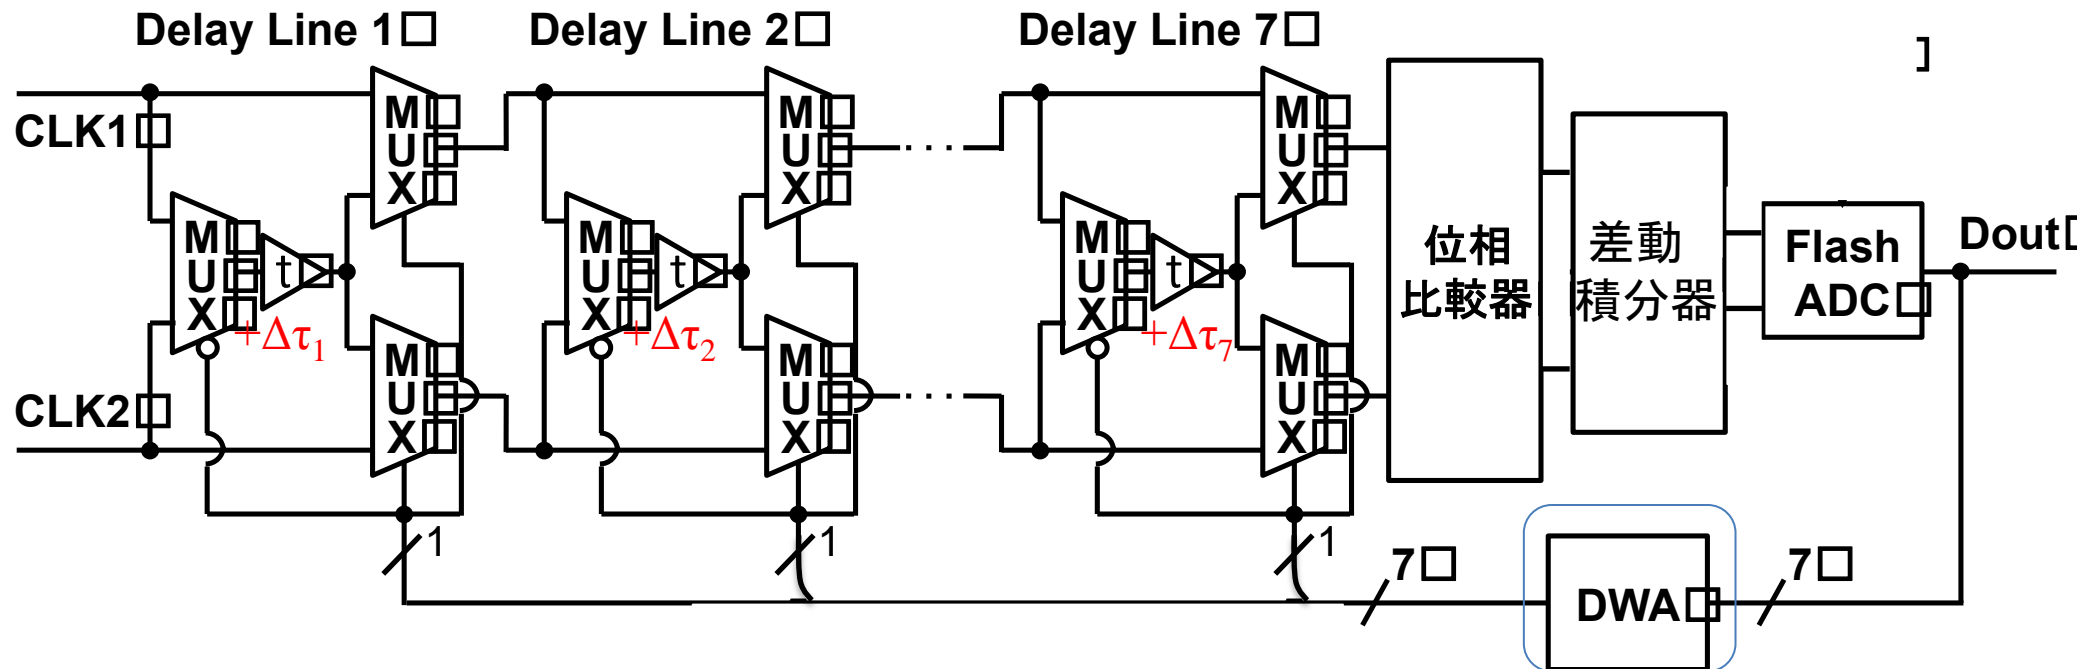 Delay Line 1□ Delay Line 2□ Delay Line 7□
]
CLK1□
MUX
MUX
MUX
MUX
· · ·
MUX
MUX
t
+Δτ₁
t
+Δτ₂
t
+Δτ₇
位相
比較器
差動
積分器
Flash
ADC□
Dout□
CLK2□
MUX
MUX
· · ·
MUX
1
1
1
7□
DWA□
7□